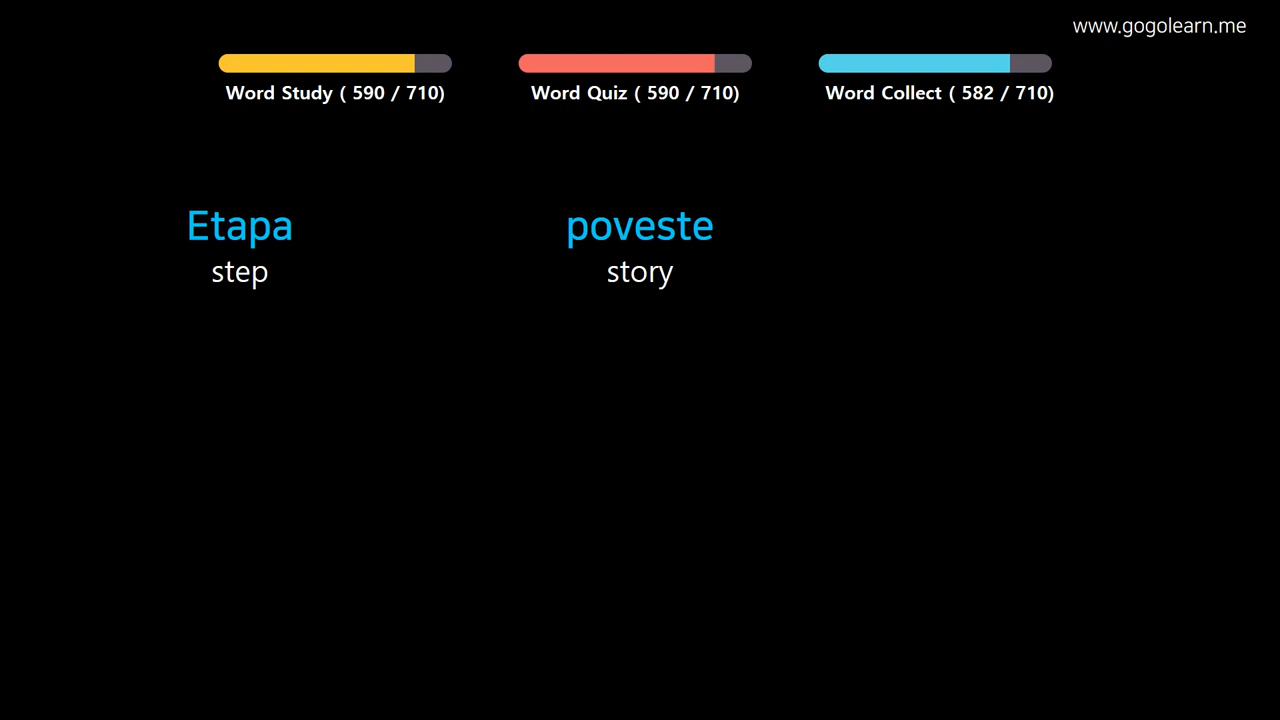 www.gogolearn.me
Word Study ( 590 / 710)
Word Quiz ( 590 / 710)
Word Collect ( 582 / 710)
Etapa
step
poveste
story